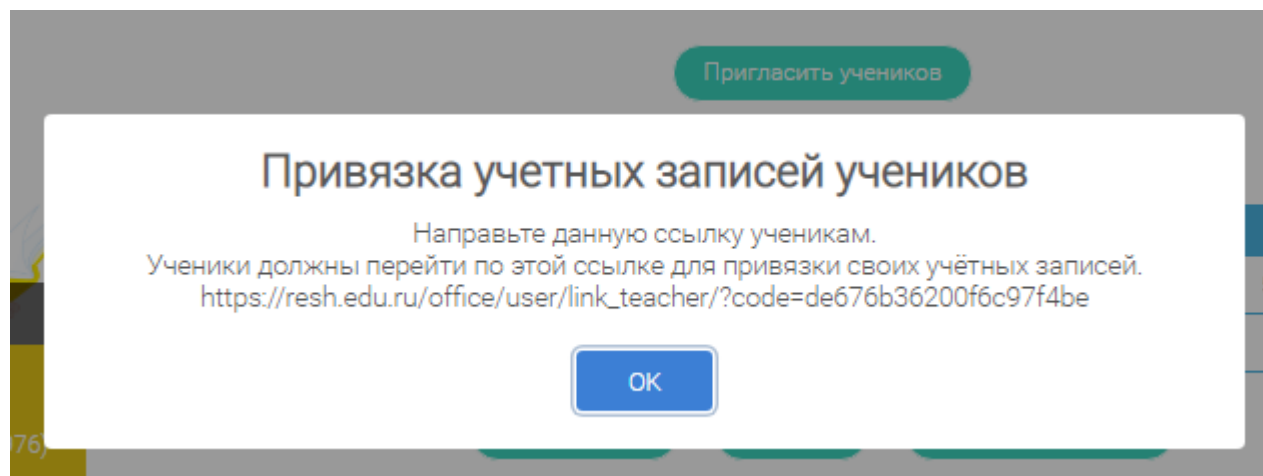 Пригласить учеников
Привязка учетных записей учеников
Направьте данную ссылку ученикам.
Ученики должны перейти по этой ссылке для привязки своих учётных записей.
https://resh.edu.ru/office/user/link_teacher/?code=de676b36200f6c97f4be
ОК